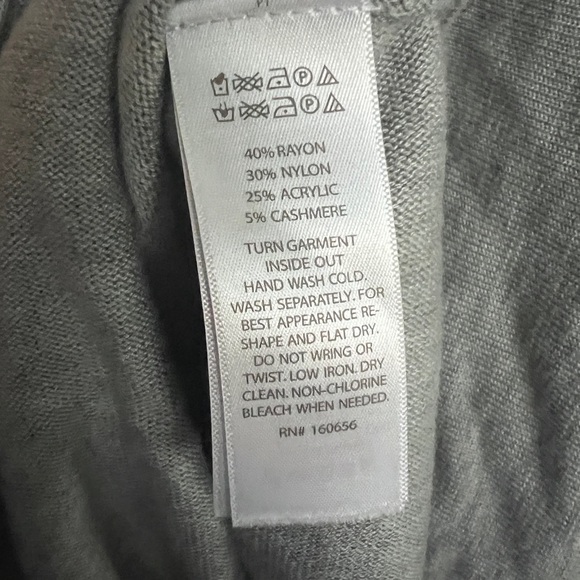 40% RAYON
30% NYLON
25% ACRYLIC
5% CASHMERE
TURN GARMENT
INSIDE OUT
HAND WASH COLD.
WASH SEPARATELY. FOR
BEST APPEARANCE RE-
SHAPE AND FLAT DRY.
DO NOT WRING OR
TWIST. LOW IRON. DRY
CLEAN. NON-CHLORINE
BLEACH WHEN NEEDED.
RN# 160656